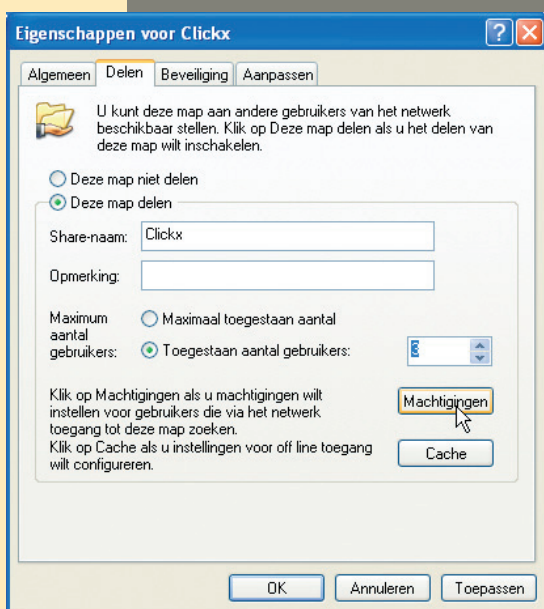 Eigenschappen voor Clickx
Algemeen Delen Beveiliging Aanpassen
U kunt deze map aan andere gebruikers van het netwerk
beschikbaar stellen. Klik op Deze map delen als u het delen van
deze map wilt inschakelen.
Deze map niet delen
Deze map delen
Share-naam: Clickx
Opmerking:
Maximum
aantal
gebruikers:
Maximaal toegestaan aantal
Toegestaan aantal gebruikers:
Klik op Machtigingen als u machtigingen wilt
instellen voor gebruikers die via het netwerk
toegang tot deze map zoeken.
Machtigingen
Klik op Cache als u instellingen voor off line toegang
wilt configureren.
Cache
OK Annuleren Toepassen